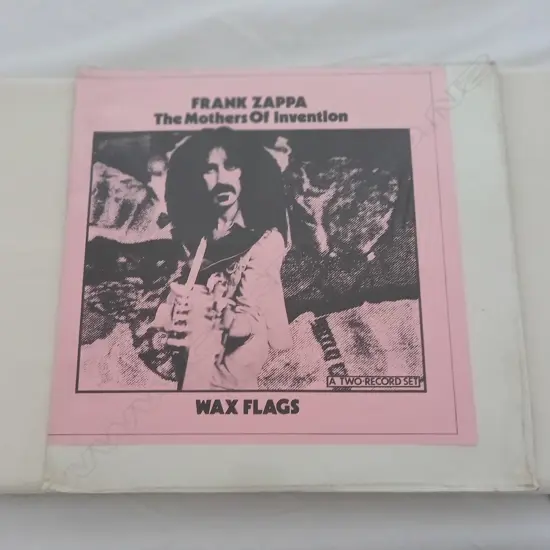 FRANK ZAPPA
The Mothers Of Invention
A TWO RECORD SET
WAX FLAGS